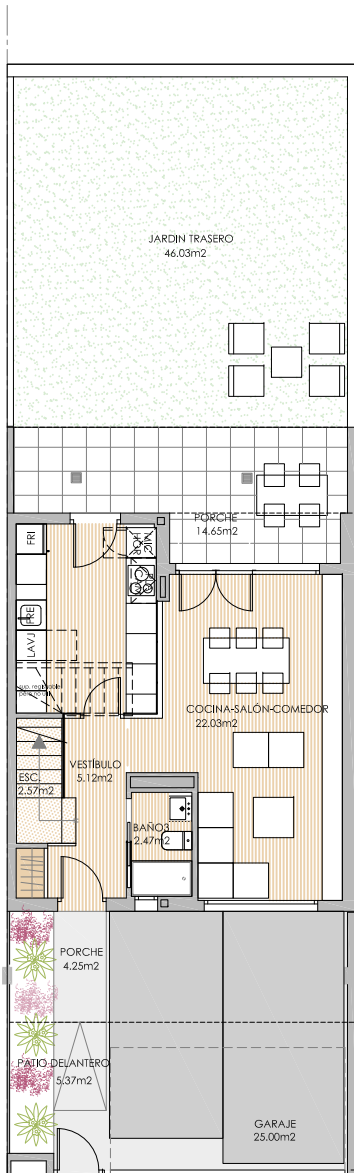 JARDIN TRASERO
46.03m2
PORCHE
14.65m2
FRI
HOR
MIC
FRE
LAVJ
COCINA-SALÓN-COMEDOR
22.03m2
VESTÍBULO
5.12m2
ESC.
2.57m2
BAÑO3
2.47m2
PORCHE
4.25m2
PATIO DELANTERO
5.37m2
GARAJE
25.00m2